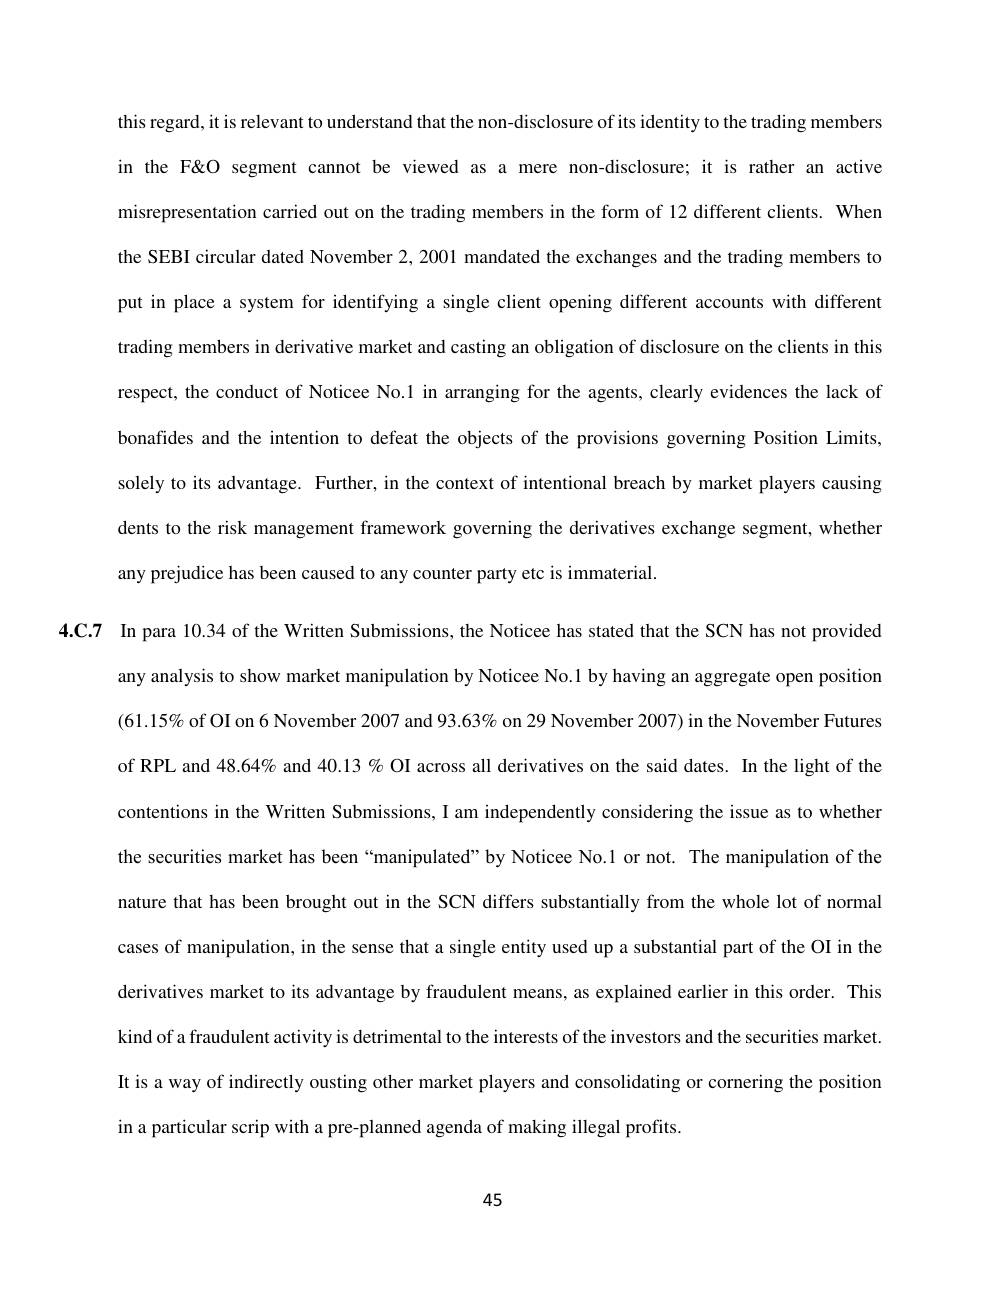 this regard, it is relevant to understand that the non-disclosure of its identity to the trading members
in the F&O segment cannot be viewed as a mere non-disclosure; it is rather an active
misrepresentation carried out on the trading members in the form of 12 different clients.  When
the SEBI circular dated November 2, 2001 mandated the exchanges and the trading members to
put in place a system for identifying a single client opening different accounts with different
trading members in derivative market and casting an obligation of disclosure on the clients in this
respect, the conduct of Noticee No.1 in arranging for the agents, clearly evidences the lack of
bonafides and the intention to defeat the objects of the provisions governing Position Limits,
solely to its advantage.  Further, in the context of intentional breach by market players causing
dents to the risk management framework governing the derivatives exchange segment, whether
any prejudice has been caused to any counter party etc is immaterial.
4.C.7 In para 10.34 of the Written Submissions, the Noticee has stated that the SCN has not provided
any analysis to show market manipulation by Noticee No.1 by having an aggregate open position
(61.15% of OI on 6 November 2007 and 93.63% on 29 November 2007) in the November Futures
of RPL and 48.64% and 40.13 % OI across all derivatives on the said dates.  In the light of the
contentions in the Written Submissions, I am independently considering the issue as to whether
the securities market has been “manipulated” by Noticee No.1 or not.  The manipulation of the
nature that has been brought out in the SCN differs substantially from the whole lot of normal
cases of manipulation, in the sense that a single entity used up a substantial part of the OI in the
derivatives market to its advantage by fraudulent means, as explained earlier in this order.  This
kind of a fraudulent activity is detrimental to the interests of the investors and the securities market.
It is a way of indirectly ousting other market players and consolidating or cornering the position
in a particular scrip with a pre-planned agenda of making illegal profits.
45